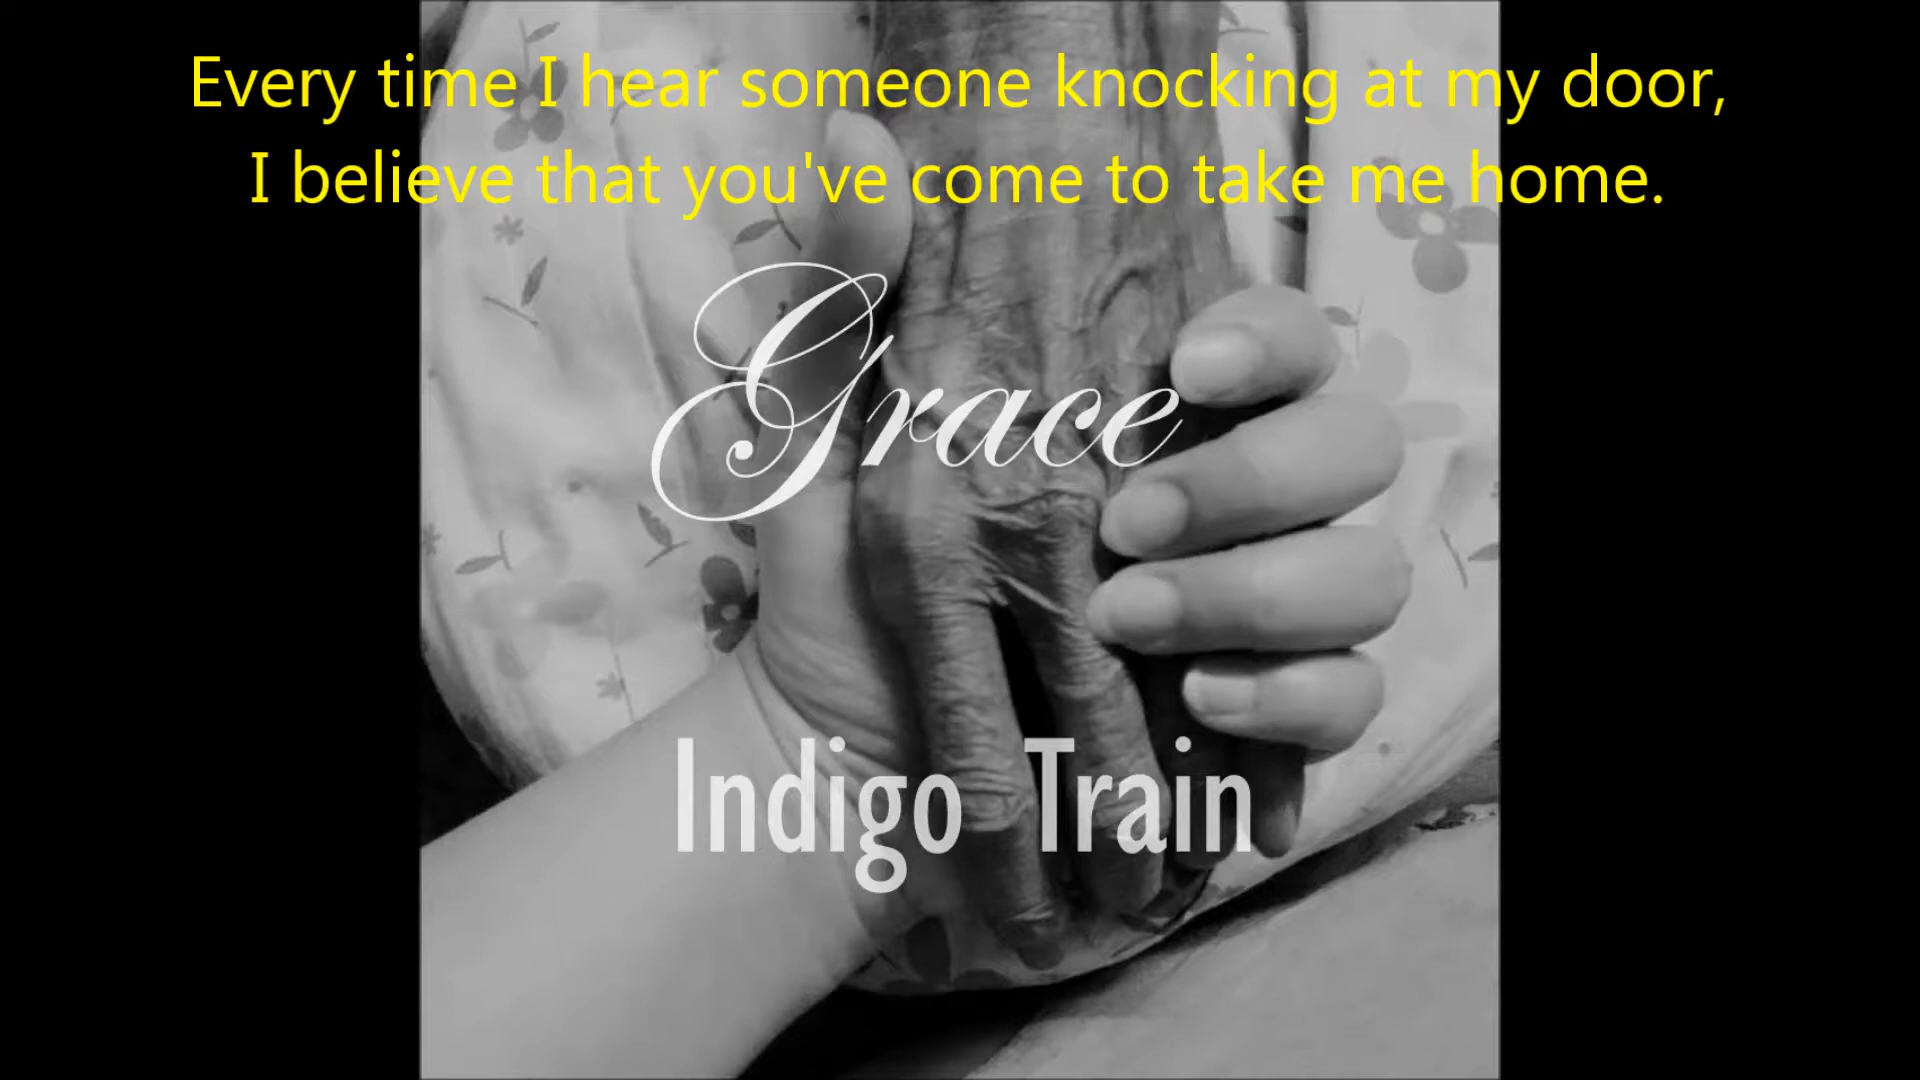 Every time I hear someone knocking at my door,
I believe that you've come to take me home.
Grace
Indigo Train